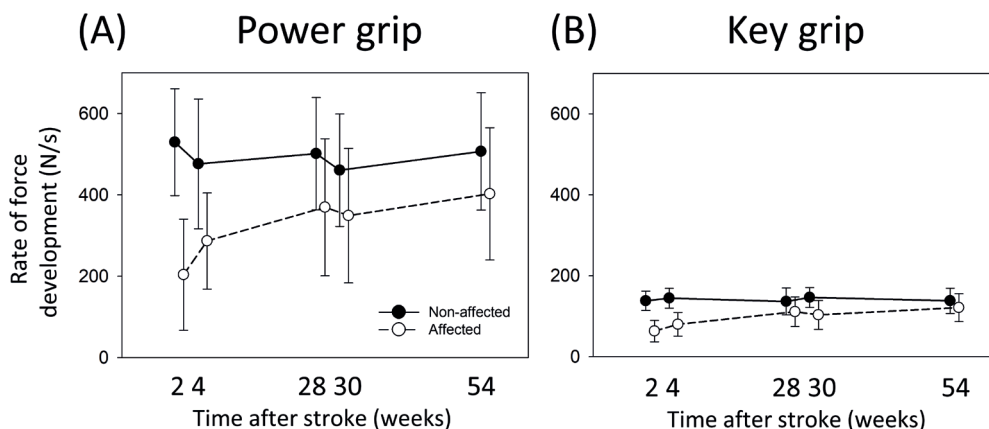 (A) Power grip
(B) Key grip
Rate of force
development (N/s)
600
400
200
0
Non-affected
Affected
2 4 28 30 54
Time after stroke (weeks)
600
400
200
0
2 4 28 30 54
Time after stroke (weeks)